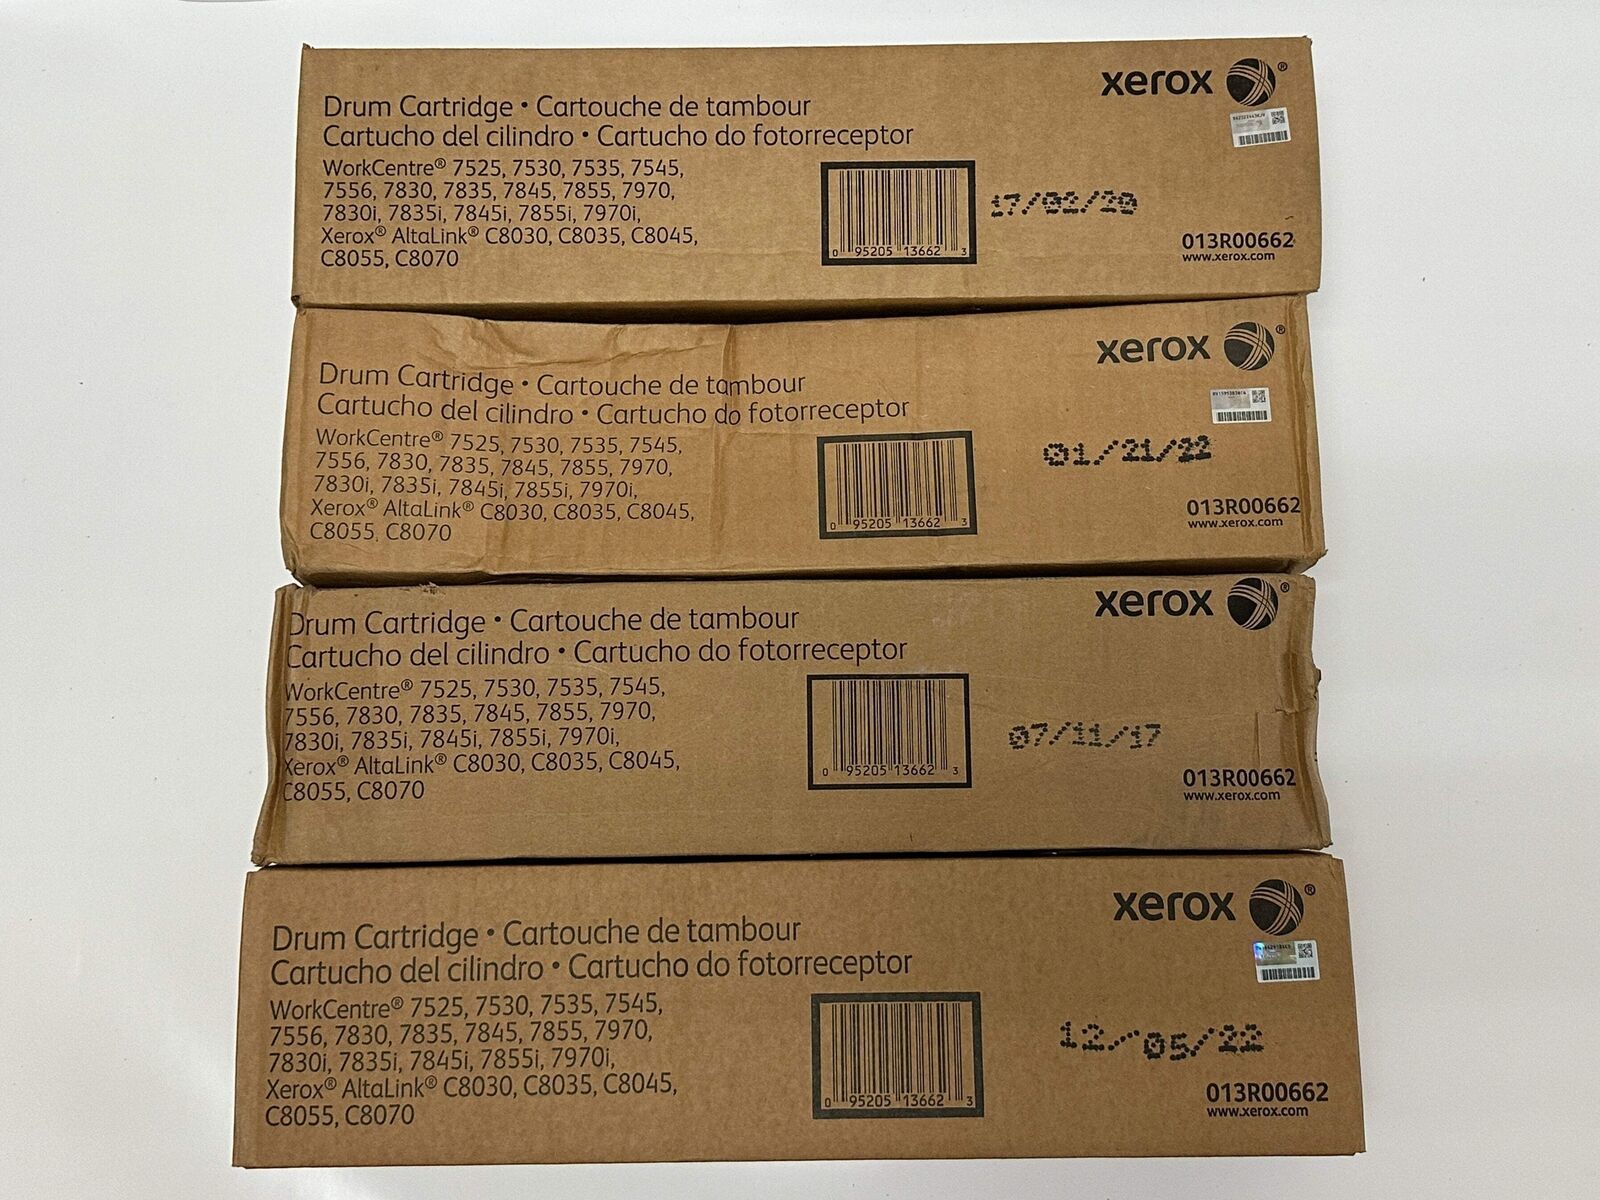 xerox ®
Drum Cartridge • Cartouche de tambour
Cartucho del cilindro • Cartucho do fotorreceptor
WorkCentre® 7525, 7530, 7535, 7545,
7556, 7830, 7835, 7845, 7855, 7970,
7830i, 7835i, 7845i, 7855i, 7970i,
Xerox® AltaLink® C8030, C8035, C8045,
C8055, C8070
0 95205 13662 3
17/02/20
013R00662
www.xerox.com
xerox ®
Drum Cartridge • Cartouche de tambour
Cartucho del cilindro • Cartucho do fotorreceptor
WorkCentre® 7525, 7530, 7535, 7545,
7556, 7830, 7835, 7845, 7855, 7970,
7830i, 7835i, 7845i, 7855i, 7970i,
Xerox® AltaLink® C8030, C8035, C8045,
C8055, C8070
0 95205 13662 3
01/21/22
013R00662
www.xerox.com
xerox ®
Drum Cartridge • Cartouche de tambour
Cartucho del cilindro • Cartucho do fotorreceptor
WorkCentre® 7525, 7530, 7535, 7545,
7556, 7830, 7835, 7845, 7855, 7970,
7830i, 7835i, 7845i, 7855i, 7970i,
Xerox® AltaLink® C8030, C8035, C8045,
C8055, C8070
0 95205 13662 3
07/11/17
013R00662
www.xerox.com
xerox ®
Drum Cartridge • Cartouche de tambour
Cartucho del cilindro • Cartucho do fotorreceptor
WorkCentre® 7525, 7530, 7535, 7545,
7556, 7830, 7835, 7845, 7855, 7970,
7830i, 7835i, 7845i, 7855i, 7970i,
Xerox® AltaLink® C8030, C8035, C8045,
C8055, C8070
0 95205 13662 3
12/05/22
013R00662
www.xerox.com